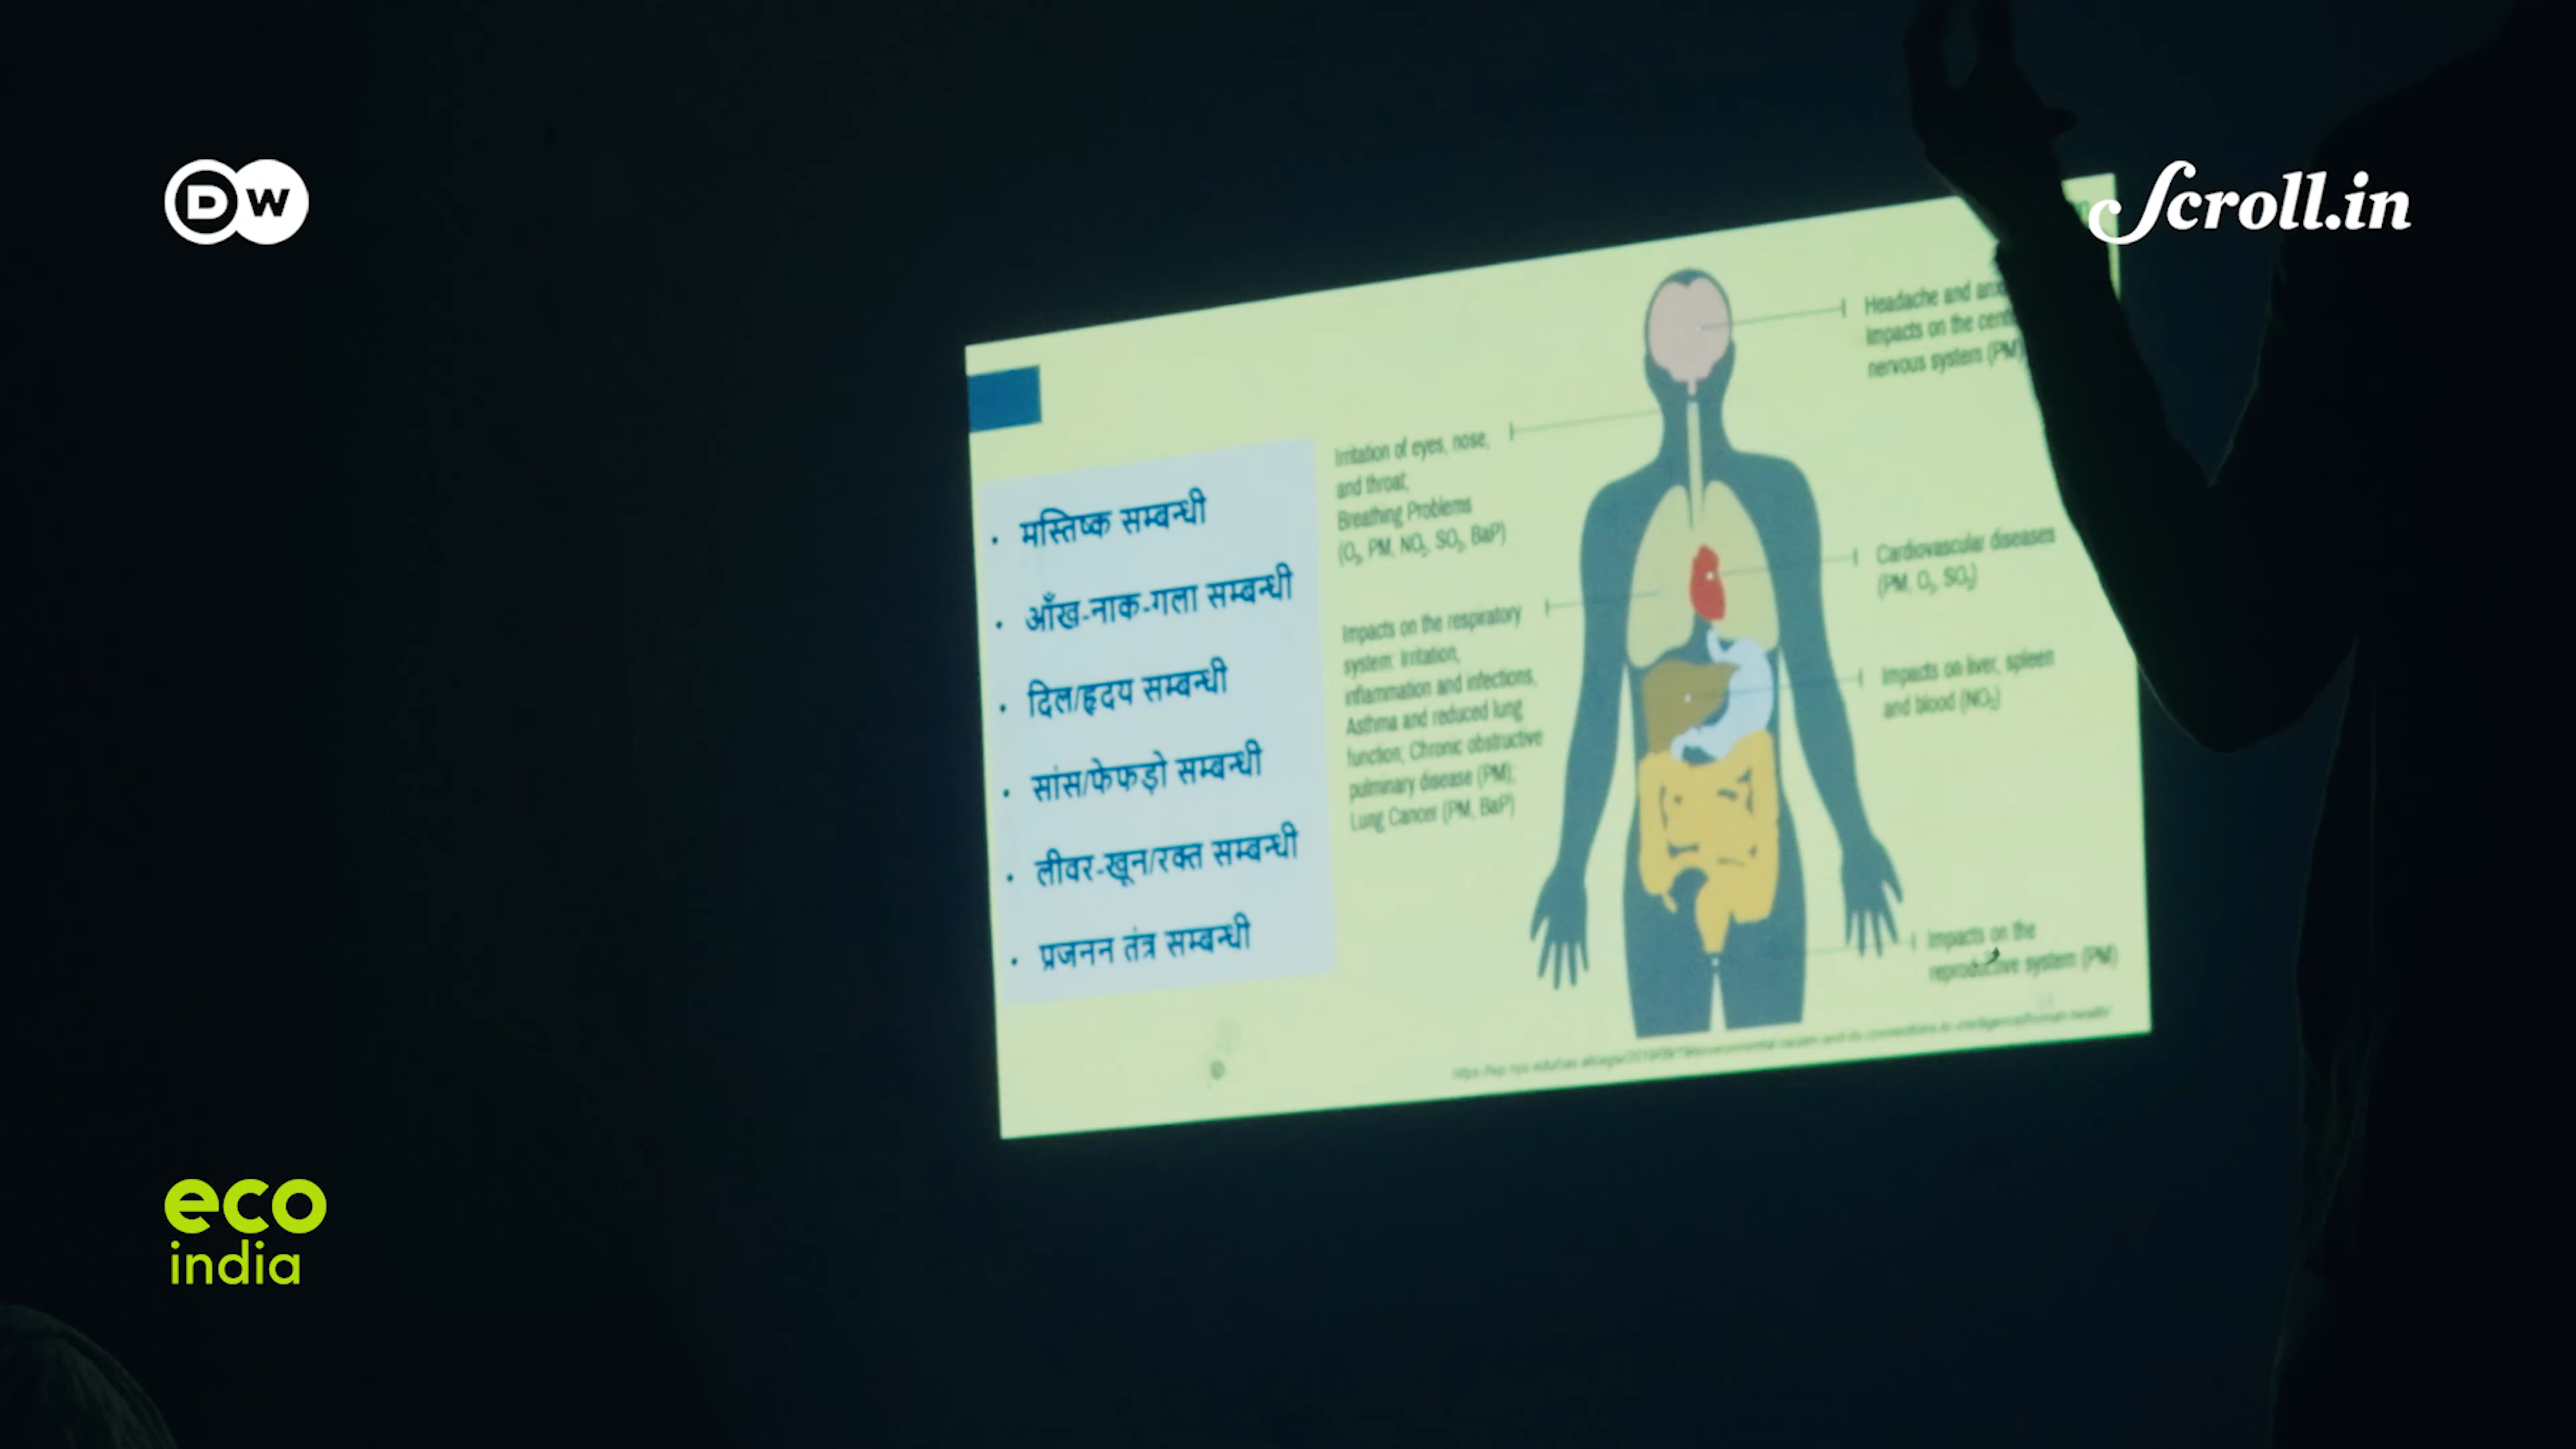 DW
Scroll.in
Headache and
Impacts on the
nervous system (PM)
Irritation of eyes, nose,
and throat;
Breathing Problems
(O₃, PM, NO₂, SO₂, BaP)
• मस्तिष्क सम्बन्धी
• आँख-नाक-गला सम्बन्धी
• दिल/हृदय सम्बन्धी
• सांस/फेफड़ो सम्बन्धी
• लीवर-खून/रक्त सम्बन्धी
• प्रजनन तंत्र सम्बन्धी
Cardiovascular diseases
(PM, O₃, SO₂)
Impacts on the respiratory
system: Irritation,
inflammation and infections,
Asthma and reduced lung
function; Chronic obstructive
pulmonary disease (PM);
Lung Cancer (PM, BaP)
Impacts on liver, spleen
and blood (NO₂)
Impacts on the
reproductive system (PM)
eco
india